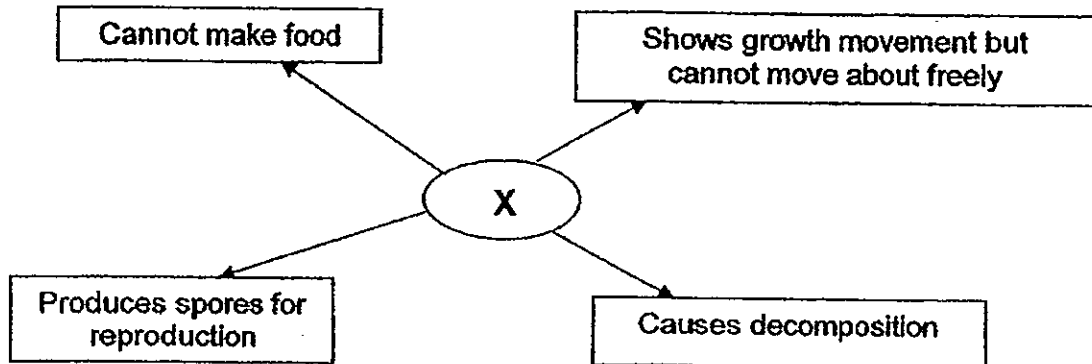 Cannot make food
Shows growth movement but
cannot move about freely
X
Produces spores for
reproduction
Causes decomposition